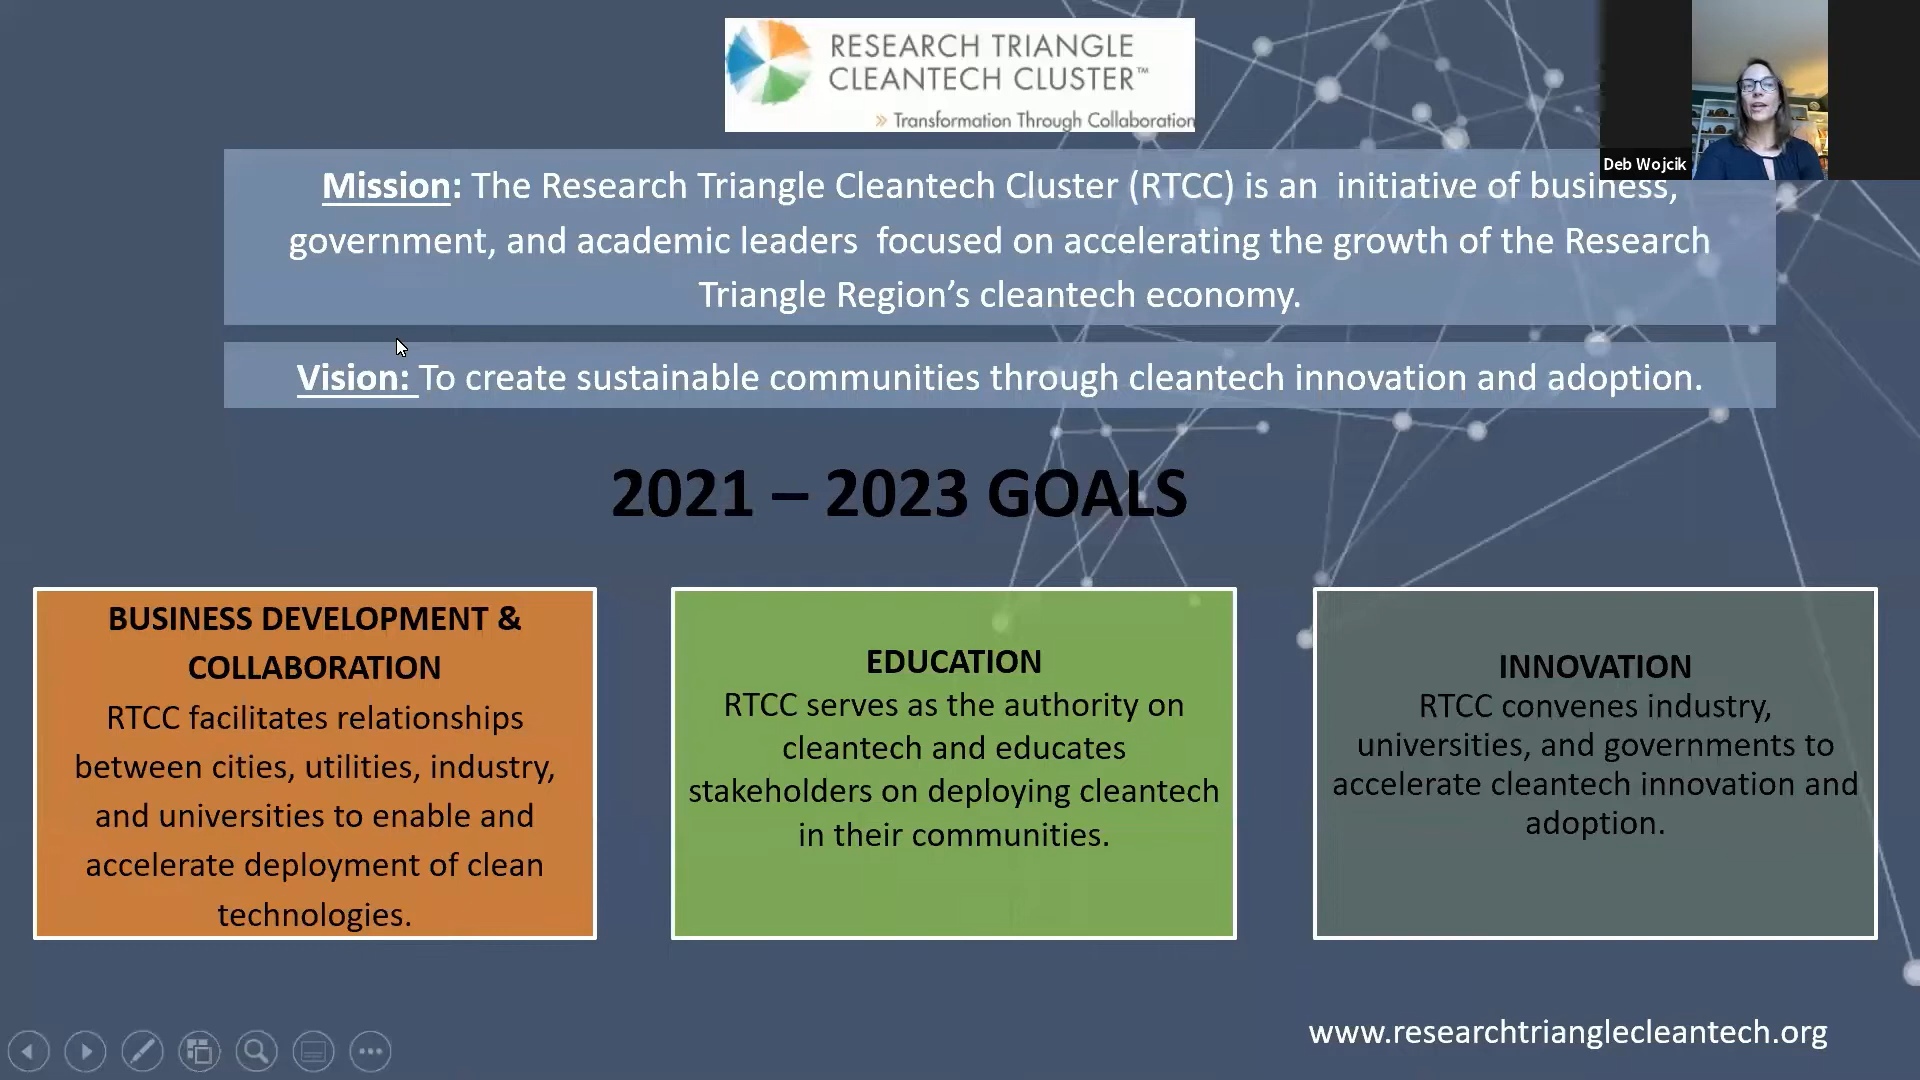 RESEARCH TRIANGLE
CLEANTECH CLUSTER™
» Transformation Through Collaboration
Deb Wojcik
Mission: The Research Triangle Cleantech Cluster (RTCC) is an initiative of business,
government, and academic leaders focused on accelerating the growth of the Research
Triangle Region’s cleantech economy.
Vision: To create sustainable communities through cleantech innovation and adoption.
2021 – 2023 GOALS
BUSINESS DEVELOPMENT &
COLLABORATION
RTCC facilitates relationships
between cities, utilities, industry,
and universities to enable and
accelerate deployment of clean
technologies.
EDUCATION
RTCC serves as the authority on
cleantech and educates
stakeholders on deploying cleantech
in their communities.
INNOVATION
RTCC convenes industry,
universities, and governments to
accelerate cleantech innovation and
adoption.
www.researchtrianglecleantech.org